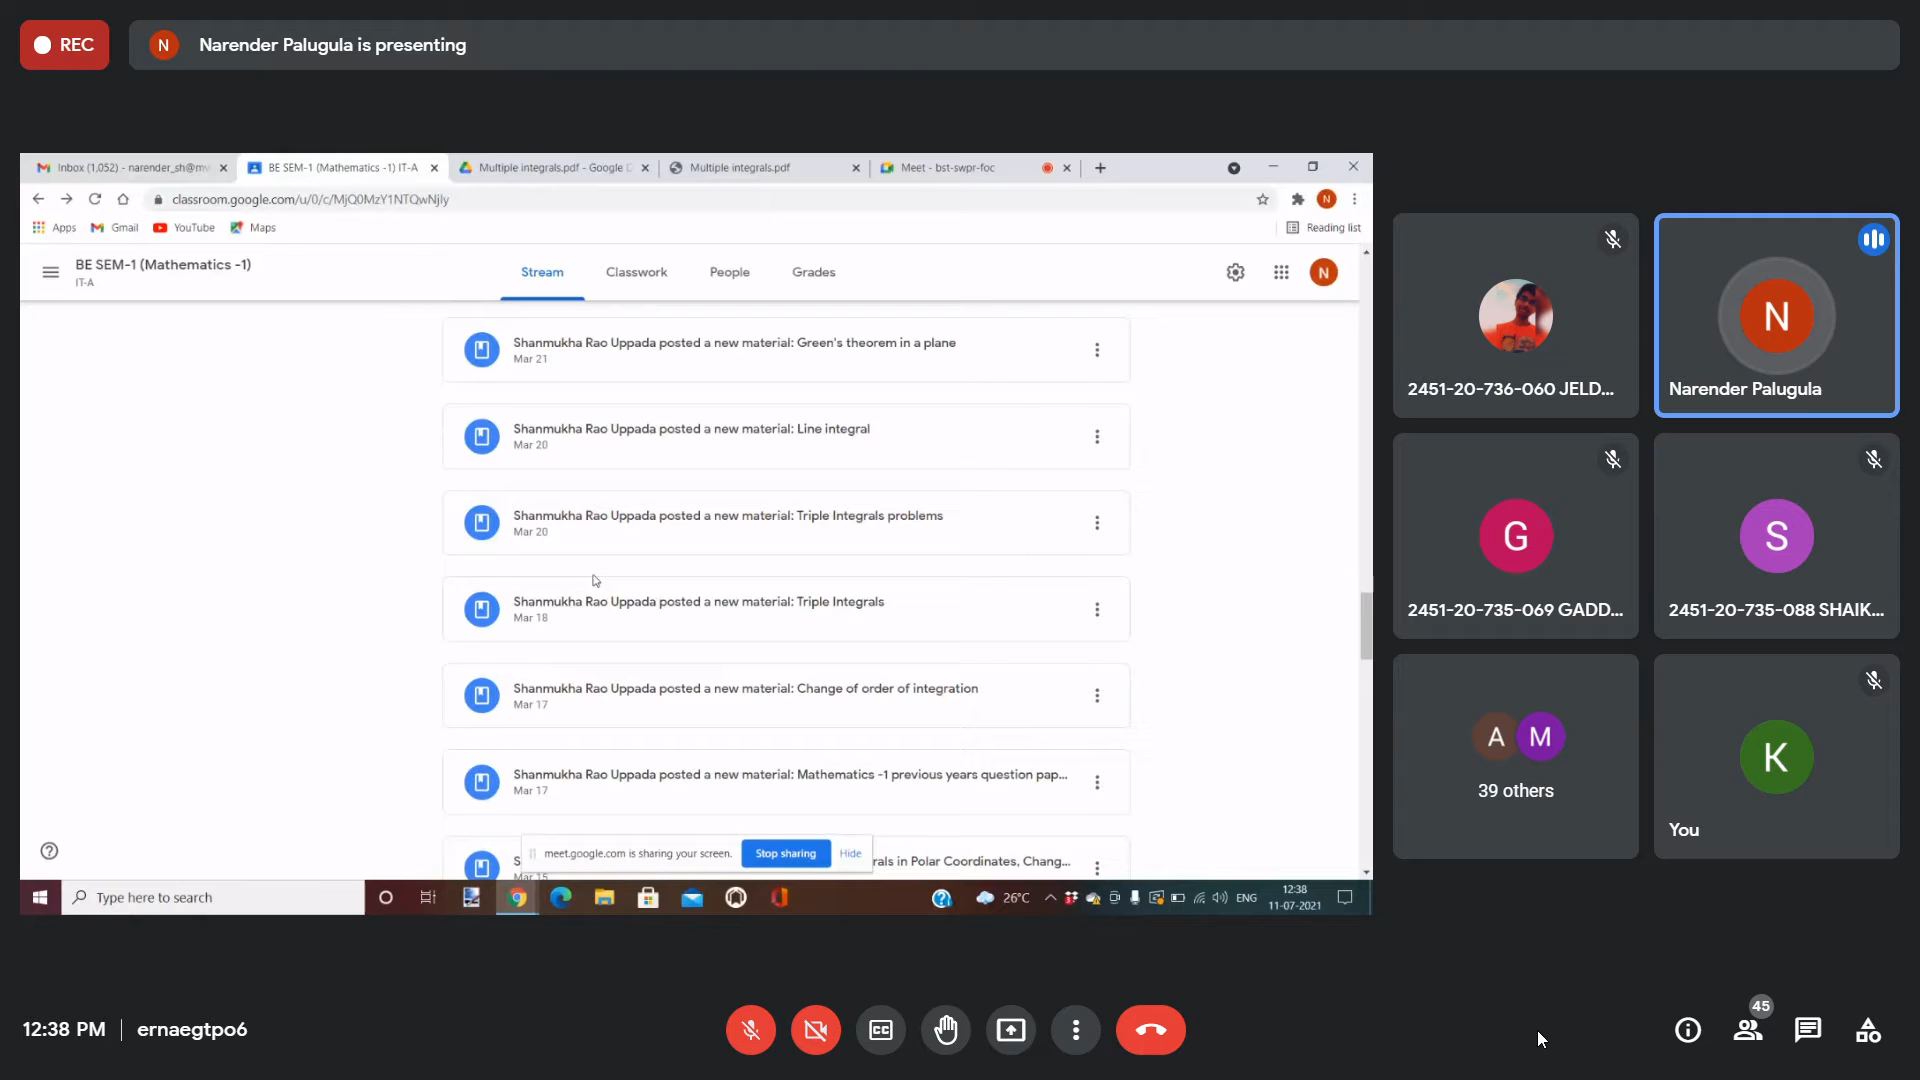 REC
N
Narender Palugula is presenting
Inbox (1,052) - narender_sh@mv
BE SEM-1 (Mathematics -1) IT-A
Multiple integrals.pdf - Google D
Multiple integrals.pdf
Meet - bst-swpr-foc
classroom.google.com/u/0/c/MjQ0MzY1NTQwNjIy
N
Apps
Gmail
YouTube
Maps
Reading list
BE SEM-1 (Mathematics -1)
IT-A
Stream
Classwork
People
Grades
N
Shanmukha Rao Uppada posted a new material: Green's theorem in a plane
Mar 21
Shanmukha Rao Uppada posted a new material: Line integral
Mar 20
Shanmukha Rao Uppada posted a new material: Triple Integrals problems
Mar 20
Shanmukha Rao Uppada posted a new material: Triple Integrals
Mar 18
Shanmukha Rao Uppada posted a new material: Change of order of integration
Mar 17
Shanmukha Rao Uppada posted a new material: Mathematics -1 previous years question pap...
Mar 17
rals in Polar Coordinates, Chang...
Mar 15
meet.google.com is sharing your screen.
Stop sharing
Hide
Type here to search
26°C
ENG
12:38
11-07-2021
2451-20-736-060 JELD...
N
Narender Palugula
G
2451-20-735-069 GADD...
S
2451-20-735-088 SHAIK...
A
M
39 others
K
You
12:38 PM
ernaegtpo6
CC
45